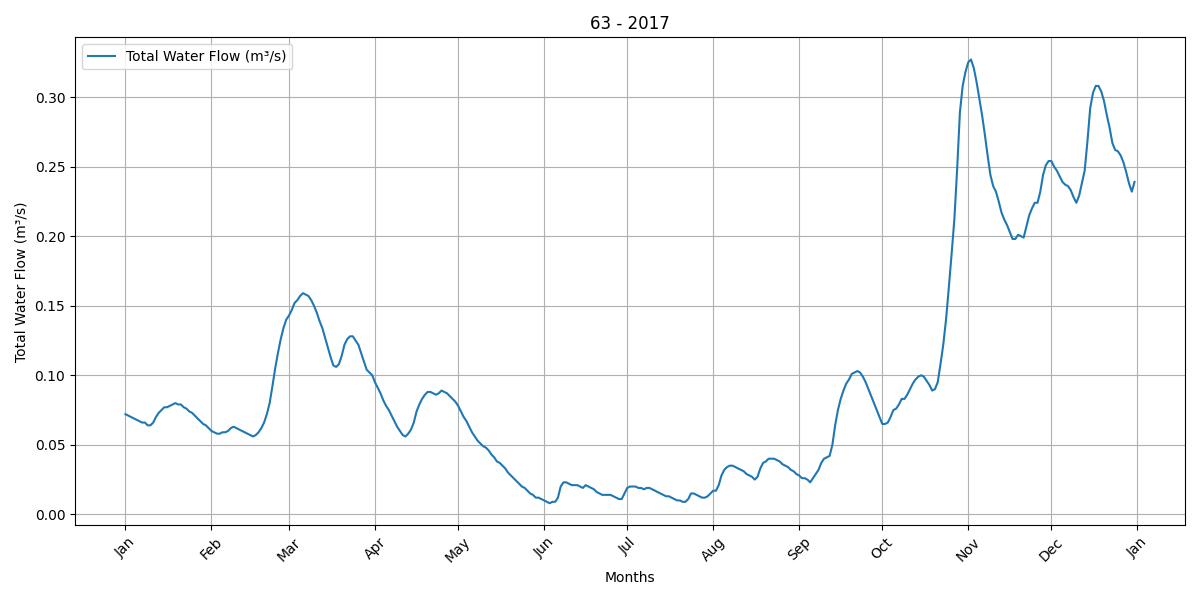 63 - 2017
Total Water Flow (m³/s)
Total Water Flow (m³/s)
0.30
0.25
0.20
0.15
0.10
0.05
0.00
Jan
Feb
Mar
Apr
May
Jun
Jul
Aug
Sep
Oct
Nov
Dec
Jan
Months